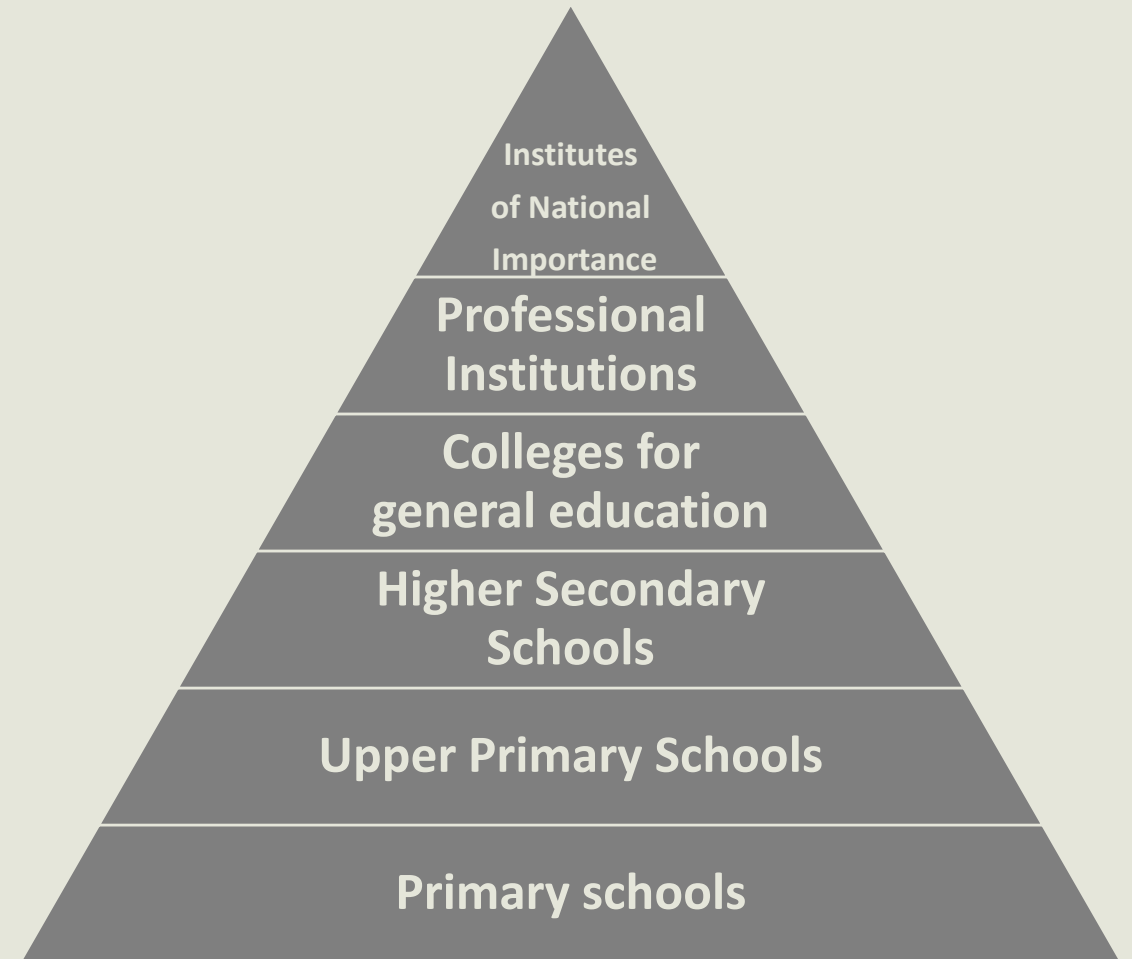 Institutes
of National
Importance
Professional
Institutions
Colleges for
general education
Higher Secondary
Schools
Upper Primary Schools
Primary schools